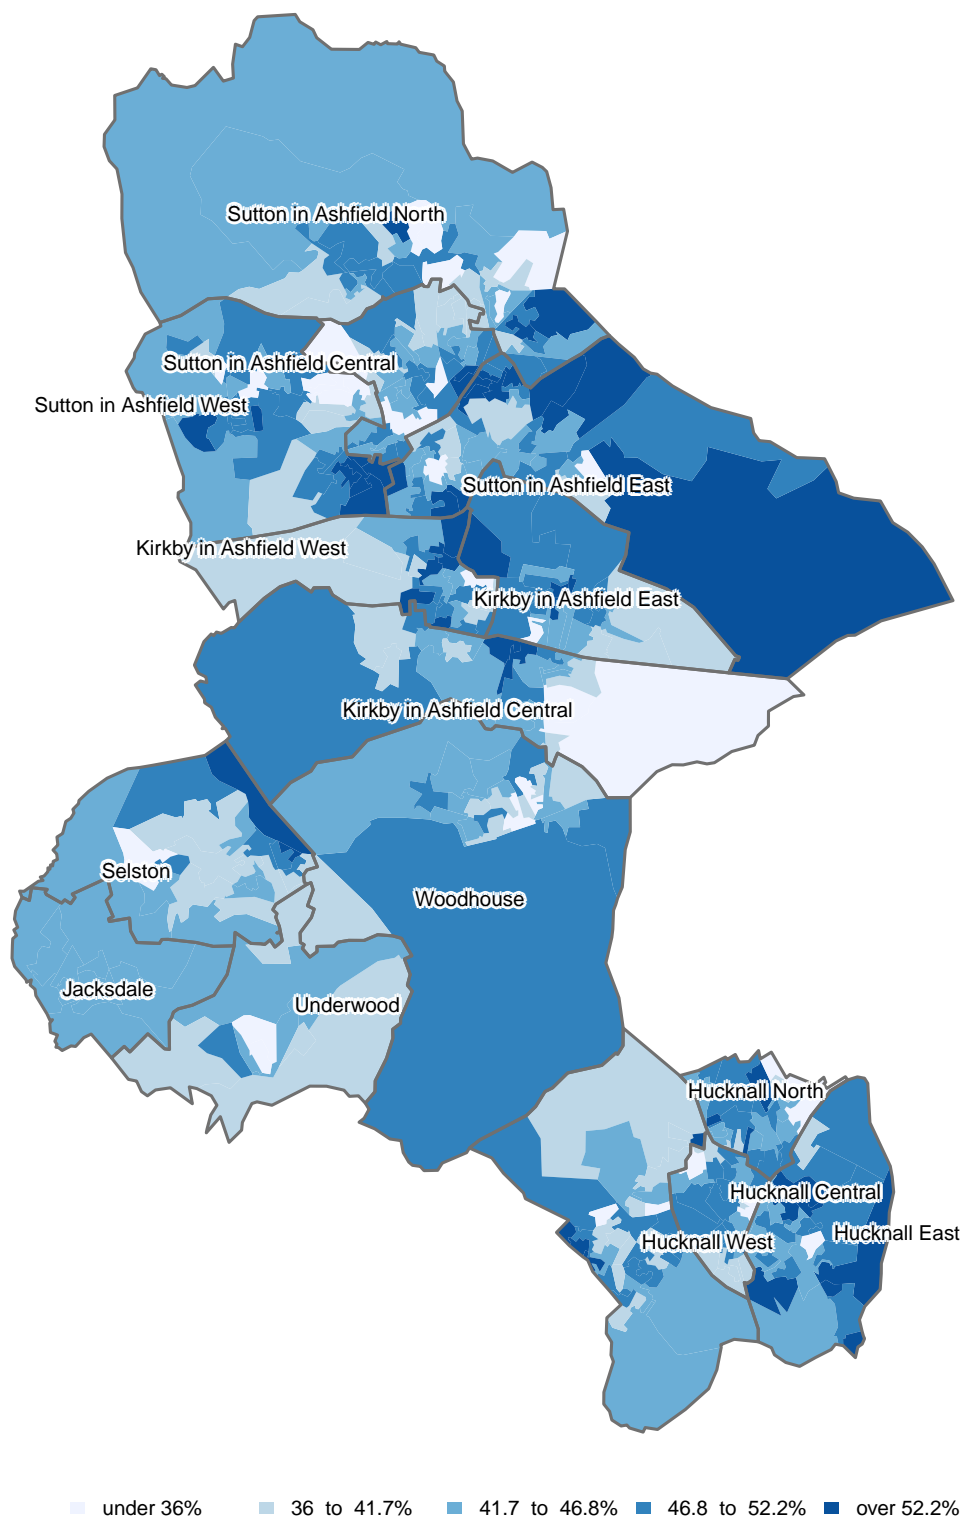 Sutton in Ashfield North
Sutton in Ashfield Central
Sutton in Ashfield West
Sutton in Ashfield East
Kirkby in Ashfield West
Kirkby in Ashfield East
Kirkby in Ashfield Central
Selston
Woodhouse
Jacksdale
Underwood
Hucknall North
Hucknall Central
Hucknall East
Hucknall West
under 36% 36 to 41.7% 41.7 to 46.8% 46.8 to 52.2% over 52.2%